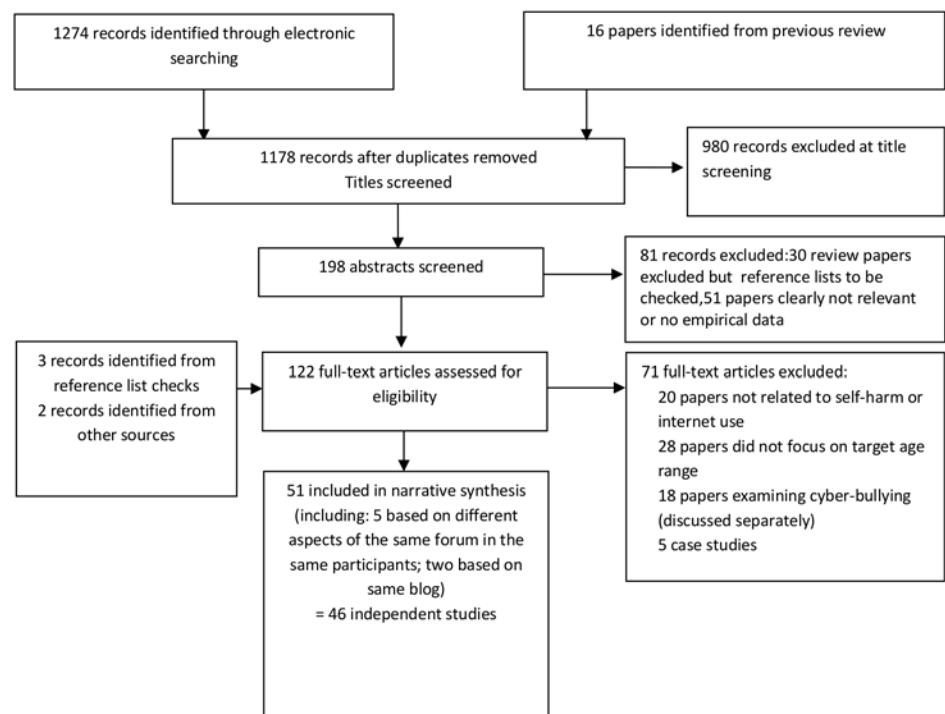 1274 records identified through electronic
searching
16 papers identified from previous review
1178 records after duplicates removed
Titles screened
980 records excluded at title
screening
198 abstracts screened
81 records excluded:30 review papers
excluded but reference lists to be
checked,51 papers clearly not relevant
or no empirical data
3 records identified from
reference list checks
2 records identified from
other sources
122 full-text articles assessed for
eligibility
71 full-text articles excluded:
20 papers not related to self-harm or
internet use
28 papers did not focus on target age
range
18 papers examining cyber-bullying
(discussed separately)
5 case studies
51 included in narrative synthesis
(including: 5 based on different
aspects of the same forum in the
same participants; two based on
same blog)
= 46 independent studies